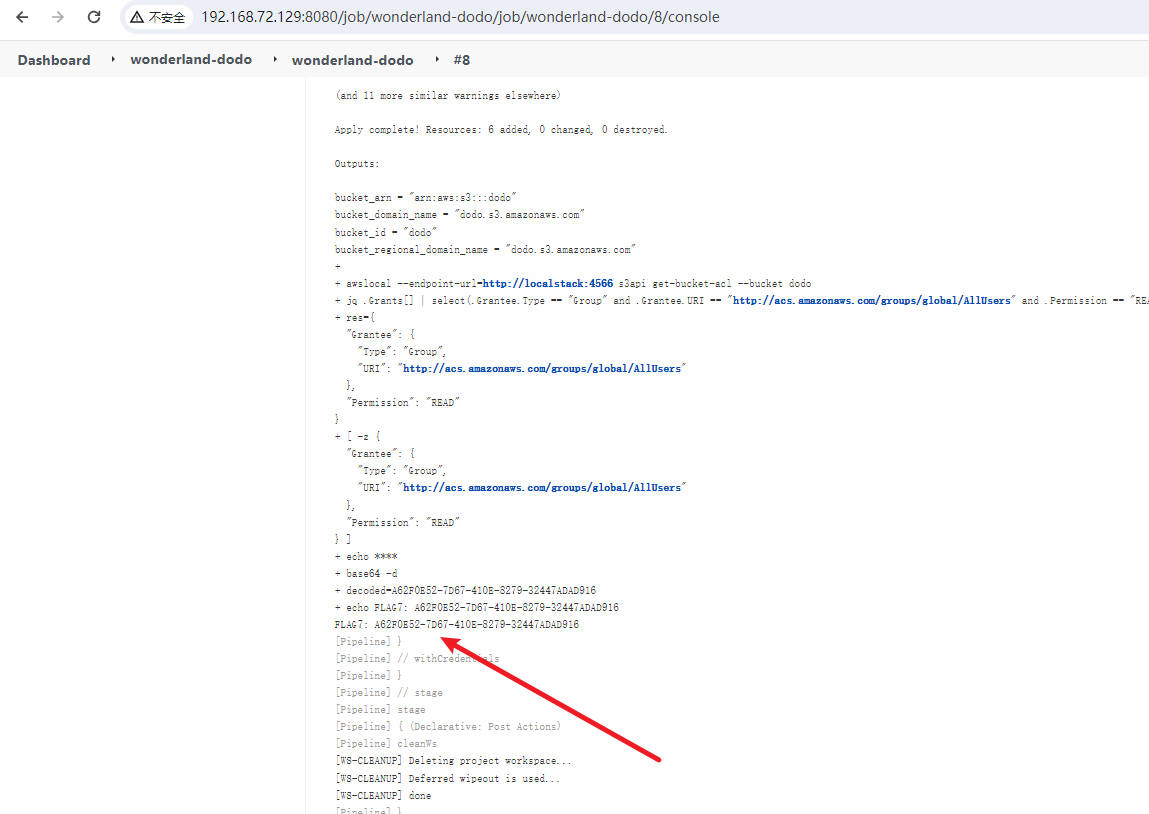 不安全 192.168.72.129:8080/job/wonderland-dodo/job/wonderland-dodo/8/console
Dashboard wonderland-dodo wonderland-dodo #8
(and 11 more similar warnings elsewhere)
Apply complete! Resources: 6 added, 0 changed, 0 destroyed.
Outputs:
bucket_arn = "arn:aws:s3:::dodo"
bucket_domain_name = "dodo.s3.amazonaws.com"
bucket_id = "dodo"
bucket_regional_domain_name = "dodo.s3.amazonaws.com"
+
+ awslocal --endpoint-url=http://localstack:4566 s3api get-bucket-acl --bucket dodo
+ jq .Grants[] | select(.Grantee.Type == "Group" and .Grantee.URI == "http://acs.amazonaws.com/groups/global/AllUsers" and .Permission == "REA
+ res={
"Grantee": {
"Type": "Group",
"URI": "http://acs.amazonaws.com/groups/global/AllUsers"
},
"Permission": "READ"
}
+ [ -z {
"Grantee": {
"Type": "Group",
"URI": "http://acs.amazonaws.com/groups/global/AllUsers"
},
"Permission": "READ"
} ]
+ echo ****
+ base64 -d
+ decoded=A62F0E52-7D67-410E-8279-32447ADAD916
+ echo FLAG7: A62F0E52-7D67-410E-8279-32447ADAD916
FLAG7: A62F0E52-7D67-410E-8279-32447ADAD916
[Pipeline] }
[Pipeline] // withCredentials
[Pipeline] }
[Pipeline] // stage
[Pipeline] stage
[Pipeline] { (Declarative: Post Actions)
[Pipeline] cleanWs
[WS-CLEANUP] Deleting project workspace...
[WS-CLEANUP] Deferred wipeout is used...
[WS-CLEANUP] done
[Pipeline] }